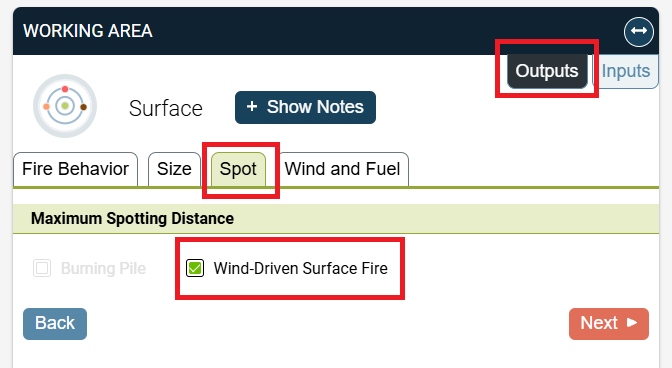 WORKING AREA
Outputs Inputs
Surface + Show Notes
Fire Behavior Size Spot Wind and Fuel
Maximum Spotting Distance
Burning Pile Wind-Driven Surface Fire
Back Next